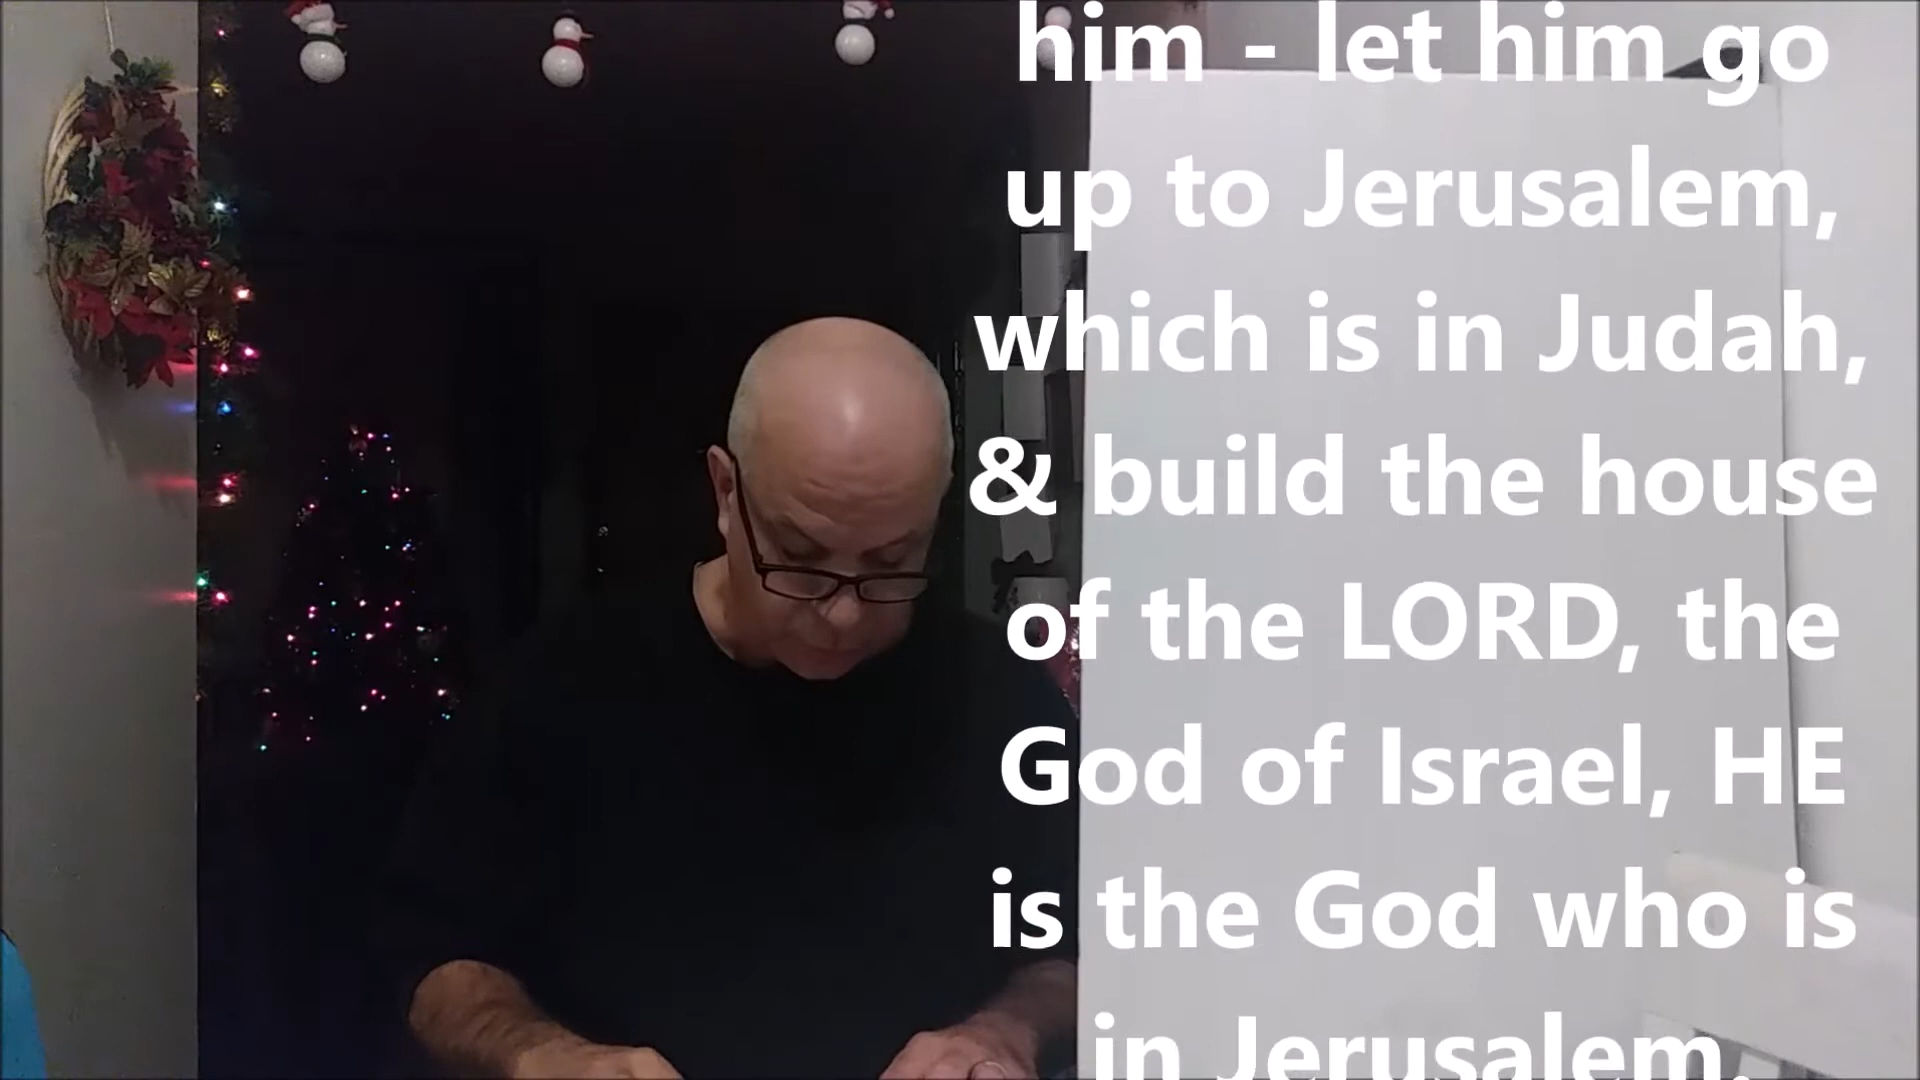 him - let him go
up to Jerusalem,
which is in Judah,
& build the house
of the LORD, the
God of Israel, HE
is the God who is
in Jerusalem.